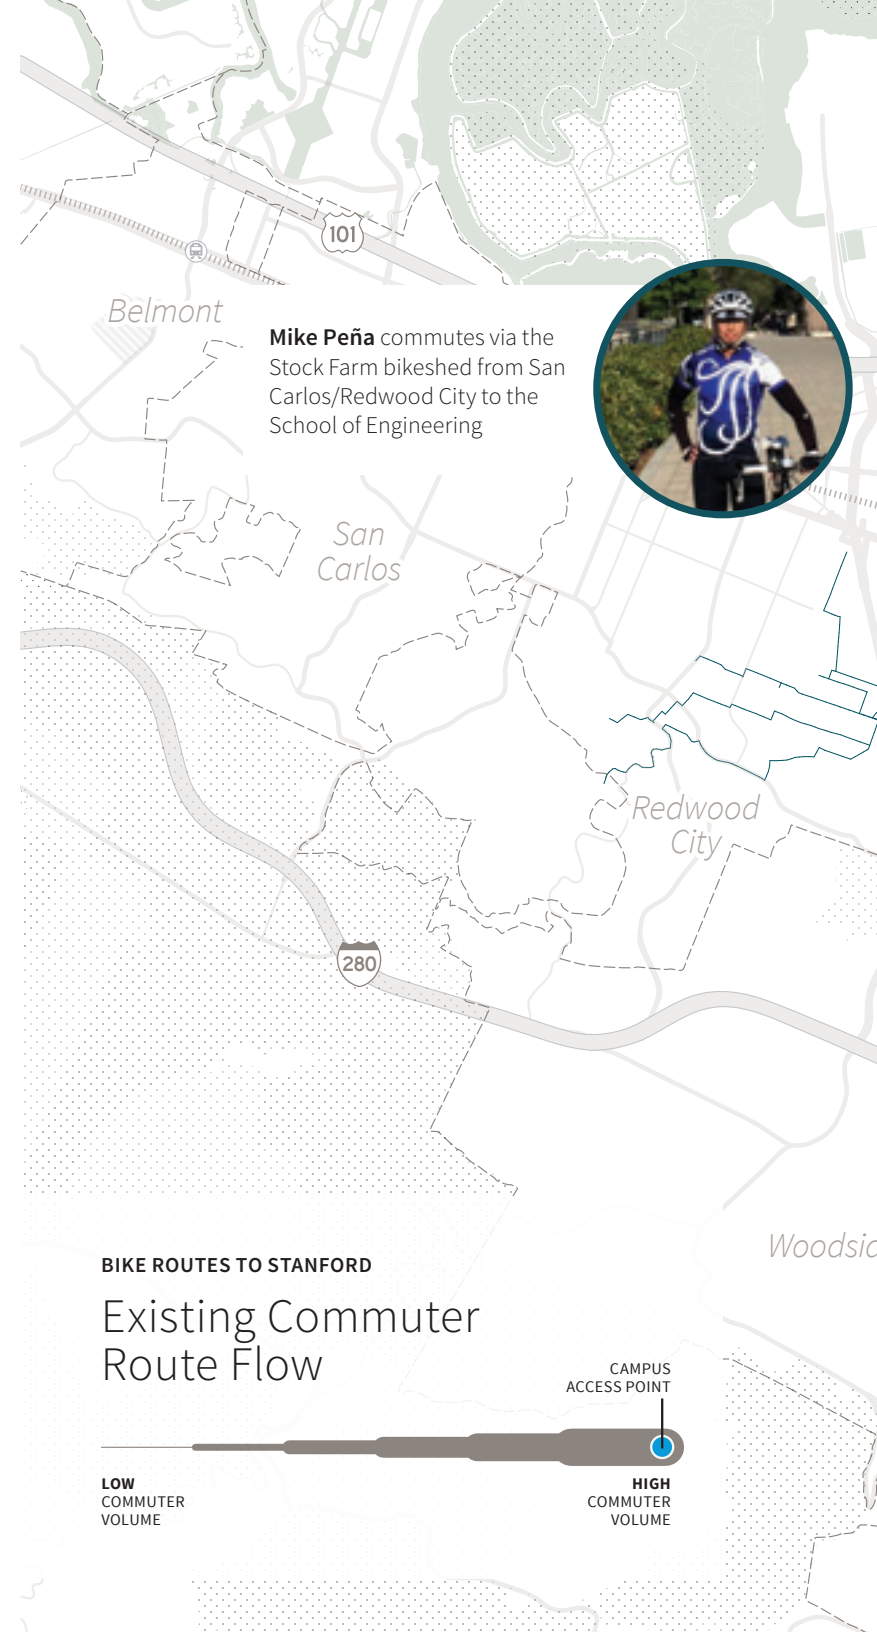 101
Belmont
Mike Peña commutes via the
Stock Farm bikeshed from San
Carlos/Redwood City to the
School of Engineering
San
Carlos
Redwood
City
280
Woodsid
BIKE ROUTES TO STANFORD
Existing Commuter
Route Flow
CAMPUS
ACCESS POINT
LOW
COMMUTER
VOLUME
HIGH
COMMUTER
VOLUME